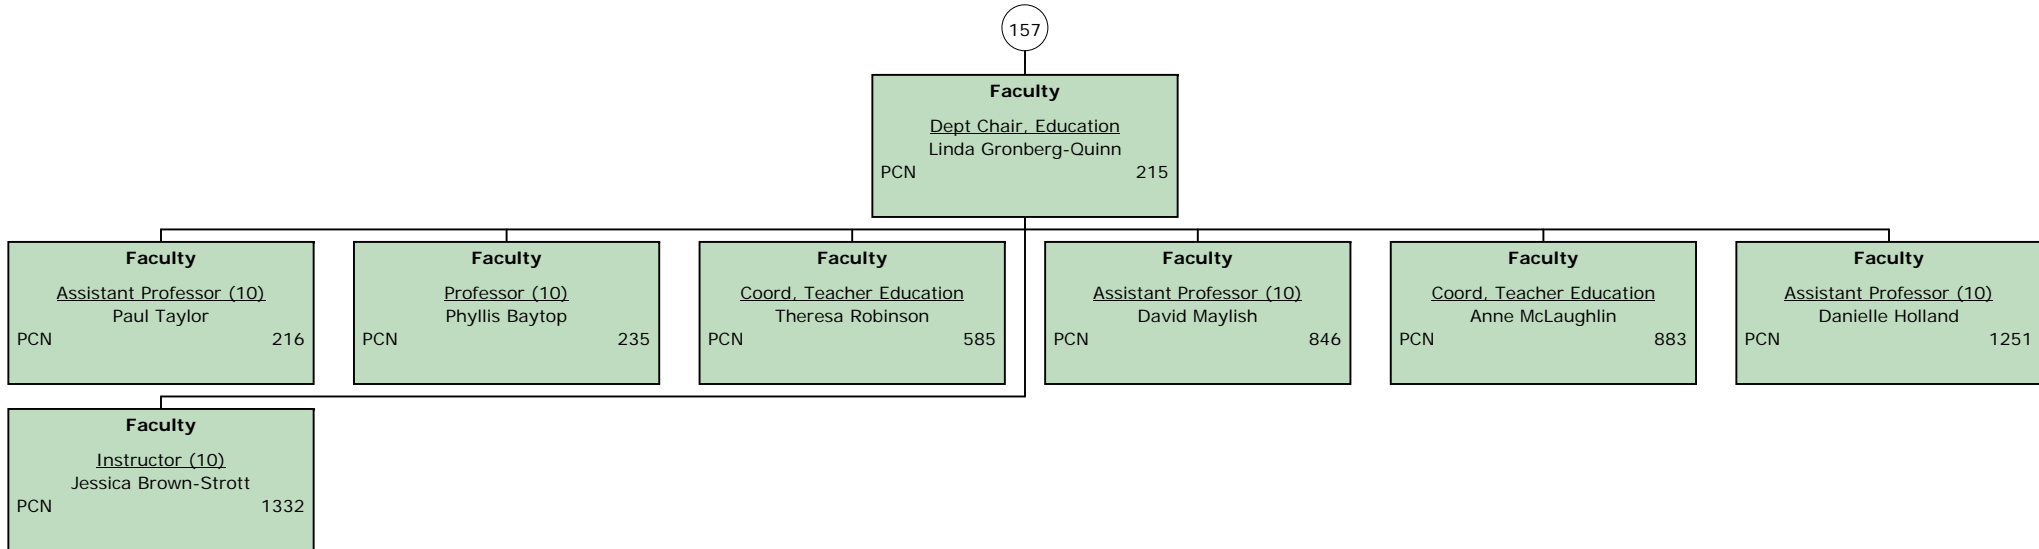 157
Faculty
Dept Chair, Education
Linda Gronberg-Quinn
PCN 215
Faculty
Assistant Professor (10)
Paul Taylor
PCN 216
Faculty
Professor (10)
Phyllis Baytop
PCN 235
Faculty
Coord, Teacher Education
Theresa Robinson
PCN 585
Faculty
Assistant Professor (10)
David Maylish
PCN 846
Faculty
Coord, Teacher Education
Anne McLaughlin
PCN 883
Faculty
Assistant Professor (10)
Danielle Holland
PCN 1251
Faculty
Instructor (10)
Jessica Brown-Strott
PCN 1332